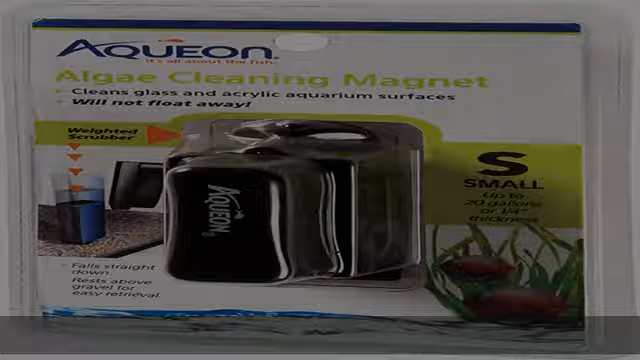 AQUEON
it's all about the fish.
Algae Cleaning Magnet
Cleans glass and acrylic aquarium surfaces
Will not float away!
Weighted
Scrubber
S
SMALL
Up to
20 gallons
or 1/4"
thickness
AQUEON
Falls straight
down.
Rests above
gravel for
easy retrieval.